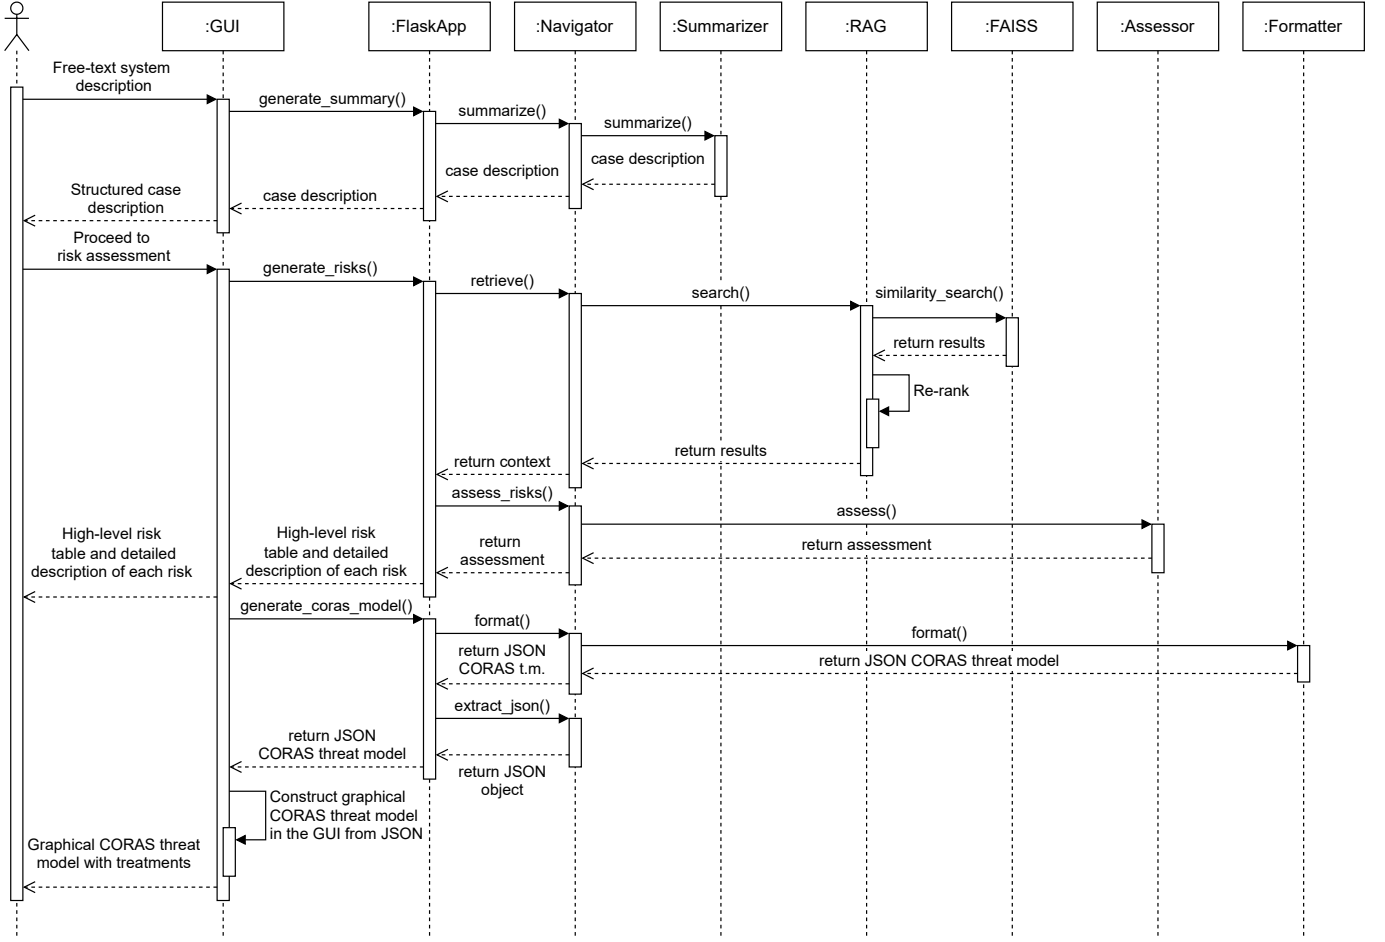 :GUI
:FlaskApp
:Navigator
:Summarizer
:RAG
:FAISS
:Assessor
:Formatter
Free-text system
description
generate_summary()
summarize()
summarize()
case description
case description
case description
Structured case
description
Proceed to
risk assessment
generate_risks()
retrieve()
search()
similarity_search()
return results
Re-rank
return results
return context
assess_risks()
assess()
return assessment
return
assessment
High-level risk
table and detailed
description of each risk
High-level risk
table and detailed
description of each risk
generate_coras_model()
format()
format()
return JSON CORAS threat model
return JSON
CORAS t.m.
extract_json()
return JSON
object
return JSON
CORAS threat model
Construct graphical
CORAS threat model
in the GUI from JSON
Graphical CORAS threat
model with treatments